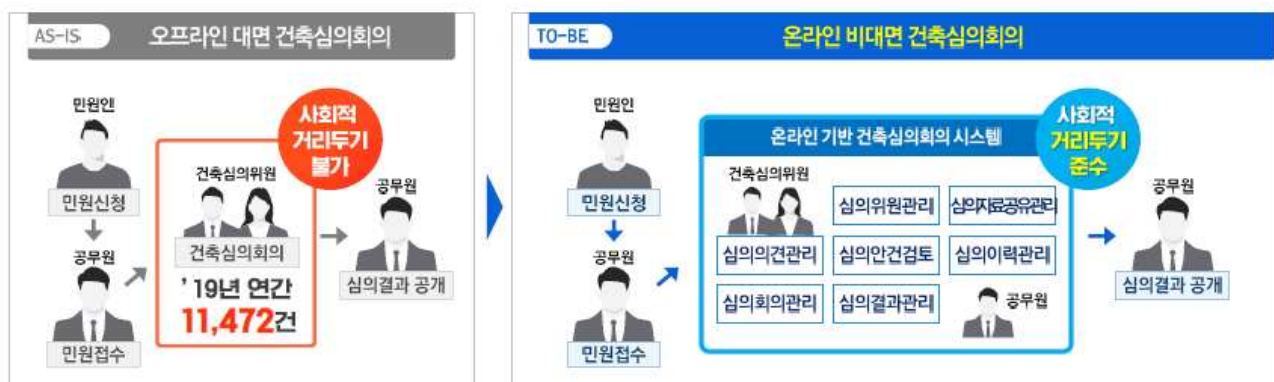 AS-IS
오프라인 대면 건축심의회의
민원인
민원신청
공무원
민원접수
사회적
거리두기
불가
건축심의위원
건축심의회의
'19년 연간
11,472건
공무원
심의결과 공개
TO-BE
온라인 비대면 건축심의회의
민원인
민원신청
공무원
민원접수
온라인 기반 건축심의회의 시스템
사회적
거리두기
준수
건축심의위원
심의위원관리
심의자료공유관리
심의의견관리
심의안건검토
심의이력관리
심의회의관리
심의결과관리
공무원
공무원
심의결과 공개